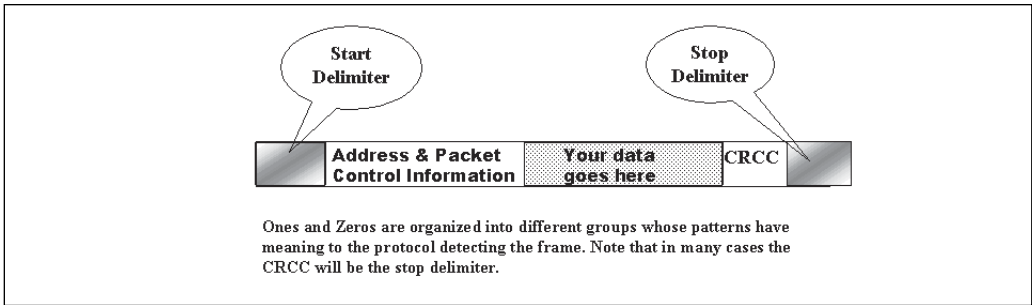 Start
Delimiter
Stop
Delimiter
Address & Packet
Control Information
Your data
goes here
CRCC
Ones and Zeros are organized into different groups whose patterns have
meaning to the protocol detecting the frame. Note that in many cases the
CRCC will be the stop delimiter.